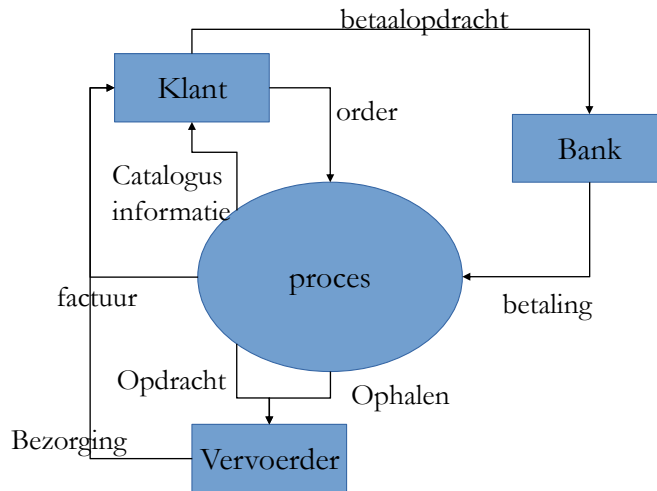 betaalopdracht
Klant
order
Bank
Catalogus
informatie
proces
factuur
betaling
Opdracht
Ophalen
Bezorging
Vervoerder